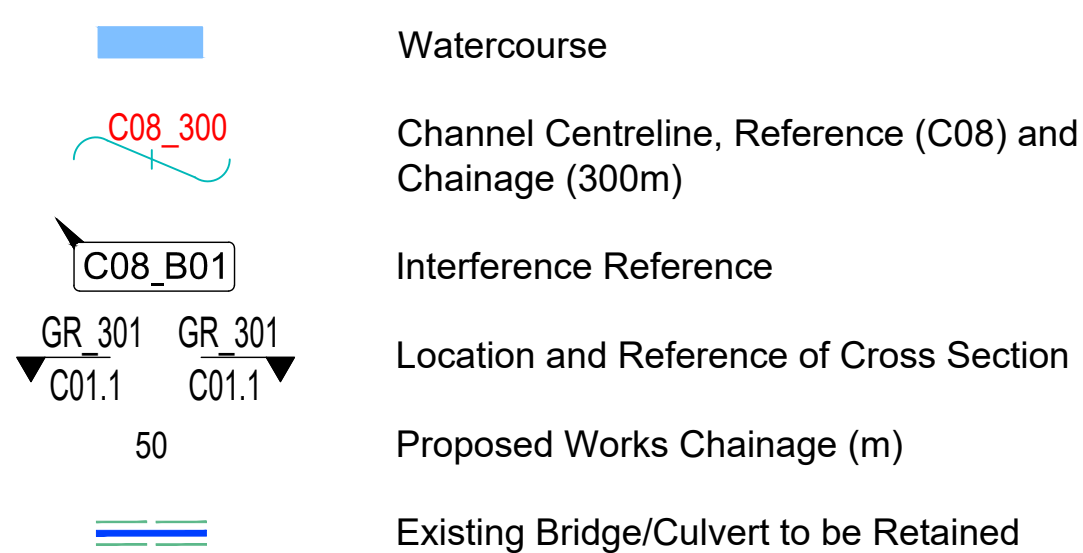 Watercourse
C08_300
Channel Centreline, Reference (C08) and
Chainage (300m)
C08_B01
Interference Reference
GR_301 GR_301
C01.1 C01.1
Location and Reference of Cross Section
50
Proposed Works Chainage (m)
Existing Bridge/Culvert to be Retained